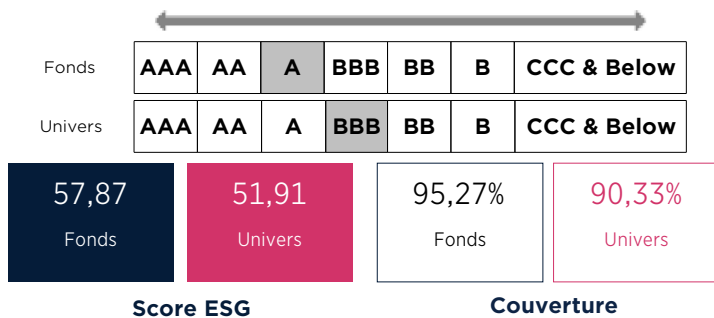 Fonds AAA AA A BBB BB B CCC & Below
Univers AAA AA A BBB BB B CCC & Below
57,87 51,91 95,27% 90,33%
Fonds Univers Fonds Univers
Score ESG Couverture